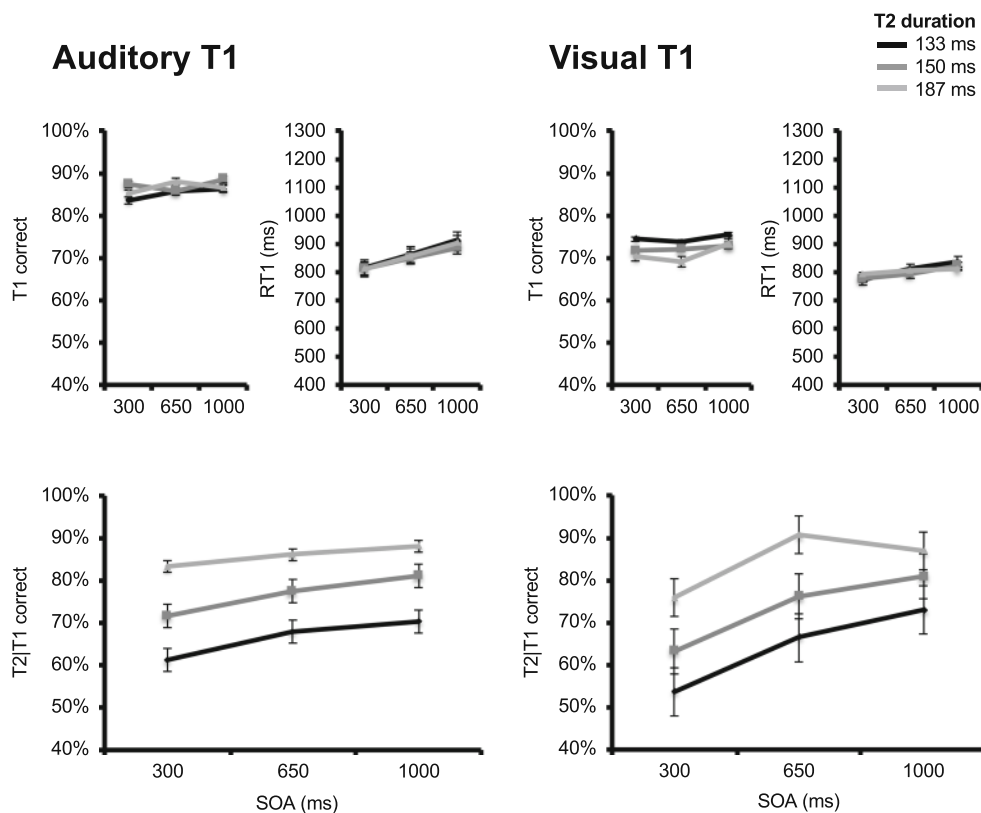 T2 duration
133 ms
150 ms
187 ms
Auditory T1
Visual T1
T1 correct
100%
90%
80%
70%
60%
50%
40%
300 650 1000
RT1 (ms)
1300
1200
1100
1000
900
800
700
600
500
400
300 650 1000
T1 correct
100%
90%
80%
70%
60%
50%
40%
300 650 1000
RT1 (ms)
1300
1200
1100
1000
900
800
700
600
500
400
300 650 1000
T2|T1 correct
100%
90%
80%
70%
60%
50%
40%
300 650 1000
SOA (ms)
T2|T1 correct
100%
90%
80%
70%
60%
50%
40%
300 650 1000
SOA (ms)